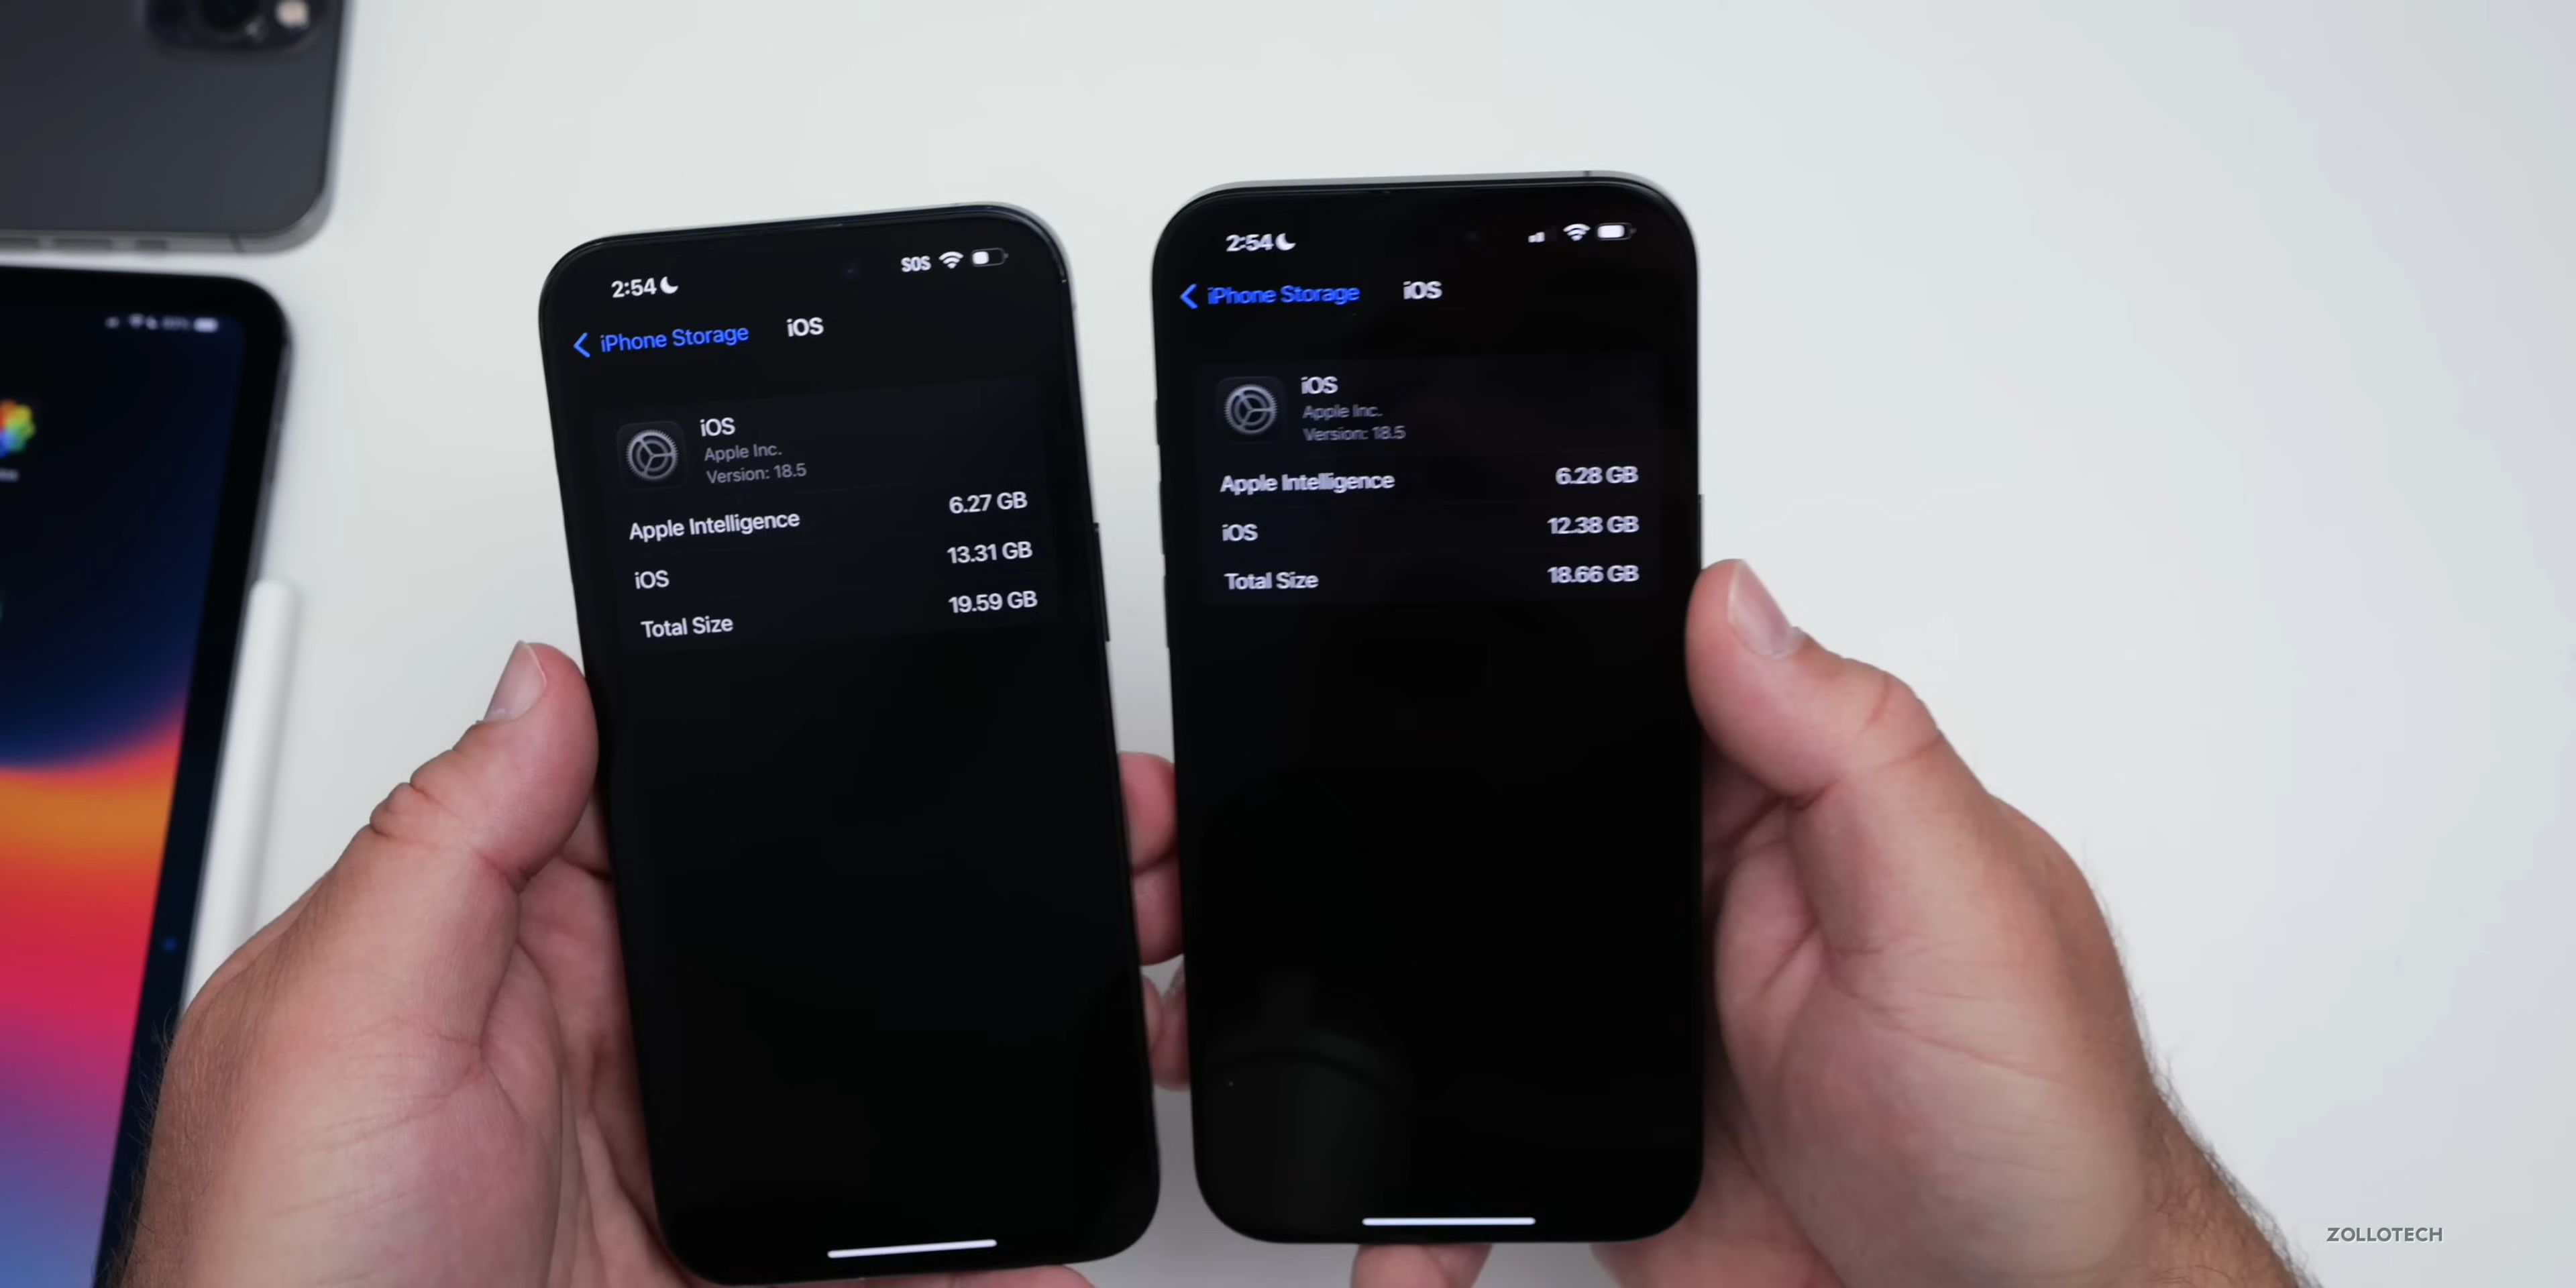 2:54
SOS
iPhone Storage
iOS
iOS
Apple Inc.
Version: 18.5
Apple Intelligence 6.27 GB
iOS 13.31 GB
Total Size 19.59 GB
2:54
iPhone Storage
iOS
iOS
Apple Inc.
Version: 18.5
Apple Intelligence 6.28 GB
iOS 12.38 GB
Total Size 18.66 GB
ZOLLOTECH